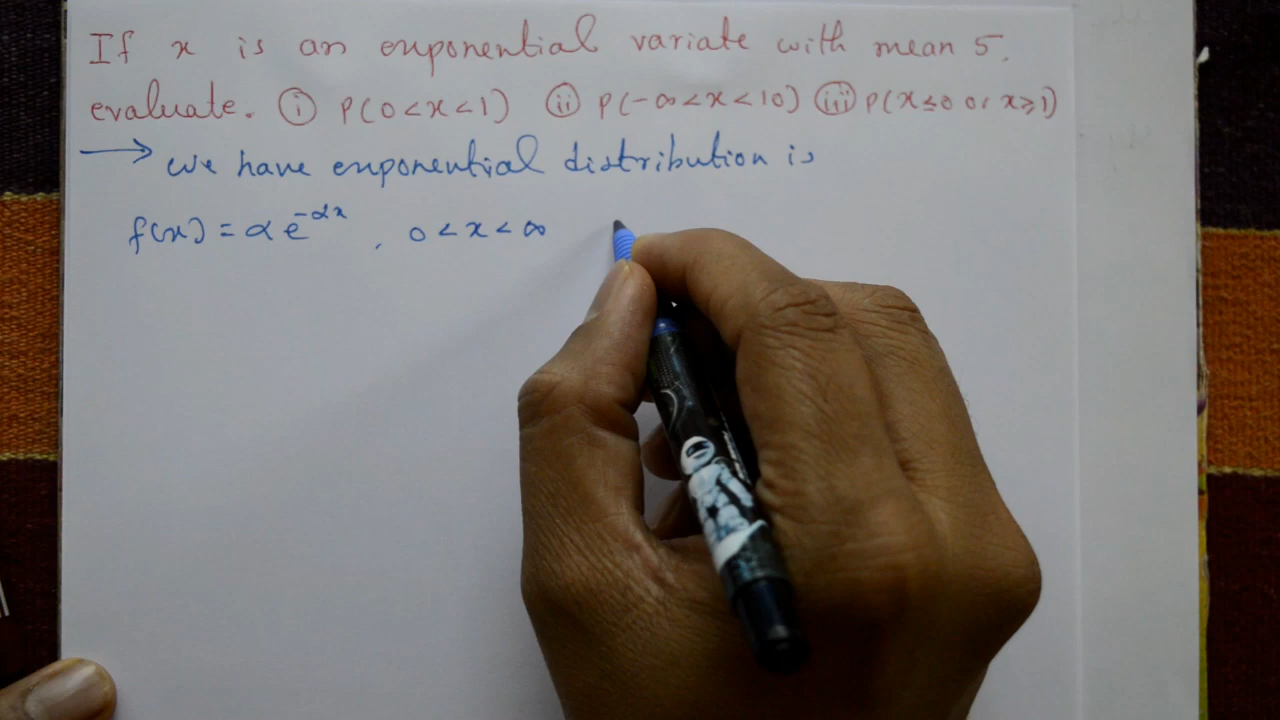 If x is an exponential variate with mean 5.
evaluate. (i) P(0<x<1) (ii) P(-∞<x<10) (iii) P(x≤0 or x≥1)
→ we have exponential distribution is
f(x) = αe^{-αx} , 0<x<∞